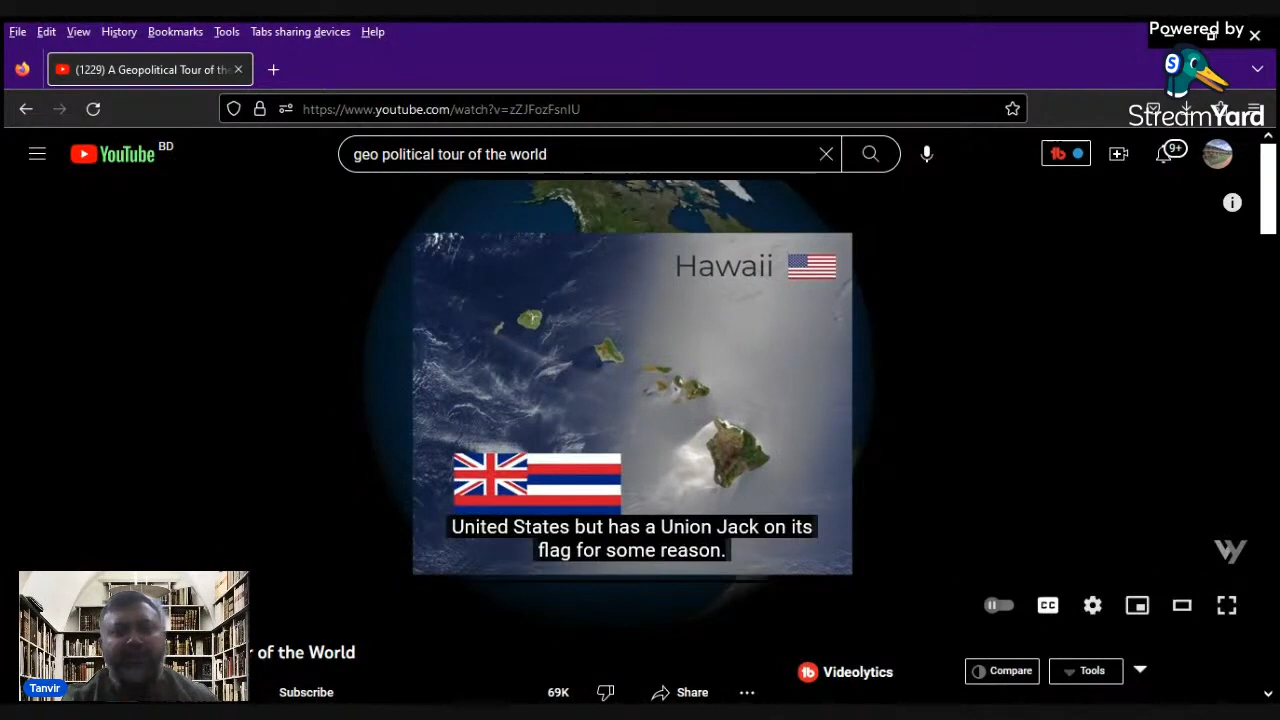 File Edit View History Bookmarks Tools Tabs sharing devices Help
Powered by
(1229) A Geopolitical Tour of the
StreamYard
https://www.youtube.com/watch?v=zZJFozFsnIU
YouTube BD
geo political tour of the world
9+
Hawaii
United States but has a Union Jack on its
flag for some reason.
CC
of the World
Tanvir
Videolytics
Compare
Tools
Subscribe
69K
Share